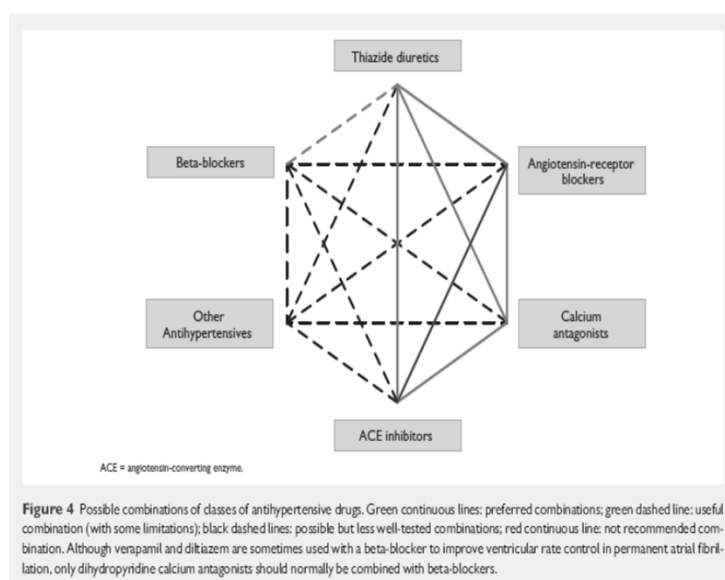 Thiazide diuretics
Beta-blockers
Angiotensin-receptor
blockers
Other
Antihypertensives
Calcium
antagonists
ACE inhibitors
ACE = angiotensin-converting enzyme.
Figure 4 Possible combinations of classes of antihypertensive drugs. Green continuous lines: preferred combinations; green dashed line: useful
combination (with some limitations); black dashed lines: possible but less well-tested combinations; red continuous line: not recommended com-
bination. Although verapamil and diltiazem are sometimes used with a beta-blocker to improve ventricular rate control in permanent atrial fibril-
lation, only dihydropyridine calcium antagonists should normally be combined with beta-blockers.